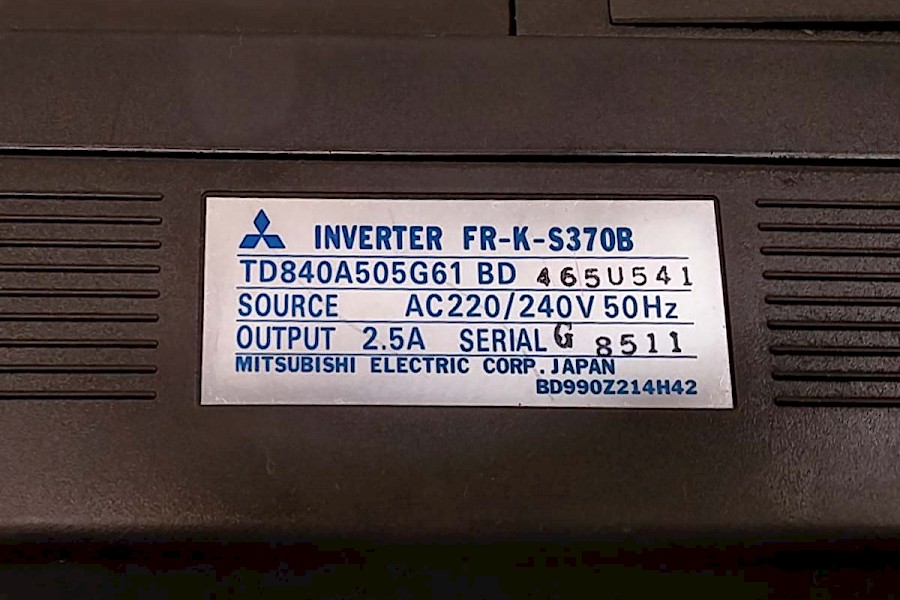 INVERTER FR-K-S370B
TD840A505G61 BD 465U541
SOURCE AC220/240V 50Hz
OUTPUT 2.5A SERIAL G 8511
MITSUBISHI ELECTRIC CORP. JAPAN
BD990Z214H42